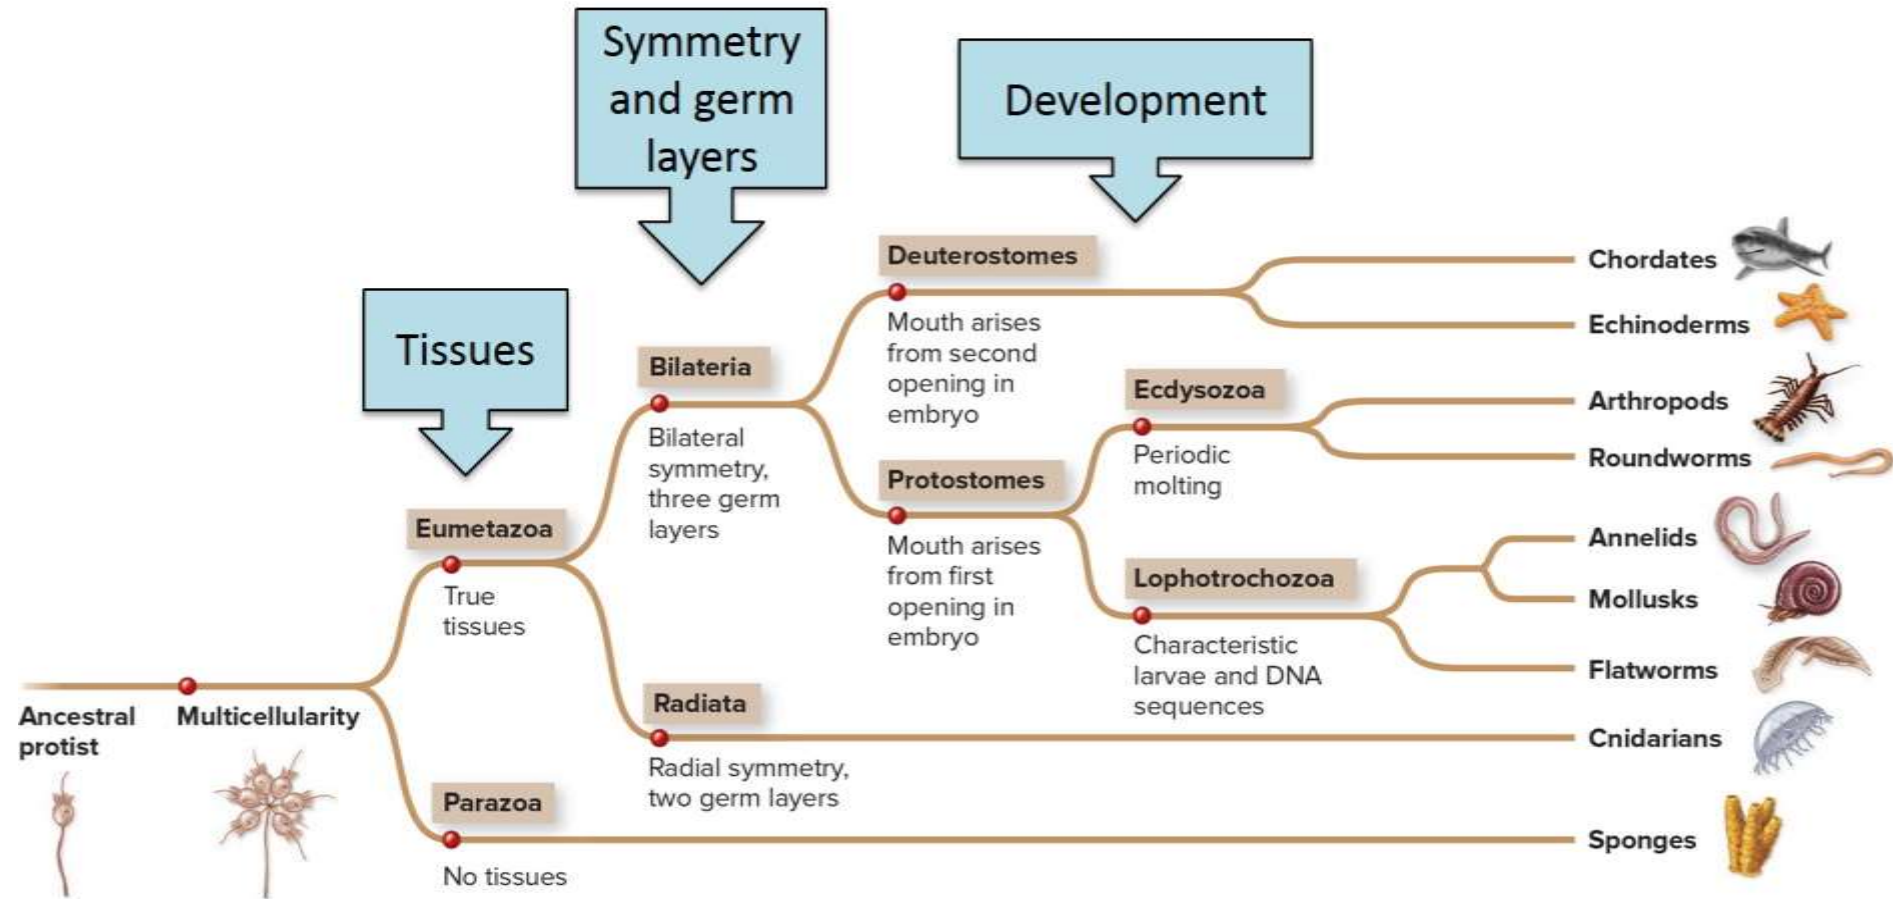 Symmetry
and germ
layers
Development
Tissues
Deuterostomes
Mouth arises
from second
opening in
embryo
Chordates
Echinoderms
Bilateria
Bilateral
symmetry,
three germ
layers
Ecdysozoa
Periodic
molting
Arthropods
Roundworms
Protostomes
Mouth arises
from first
opening in
embryo
Eumetazoa
True
tissues
Lophotrochozoa
Characteristic
larvae and DNA
sequences
Annelids
Mollusks
Flatworms
Ancestral
protist
Multicellularity
Radiata
Radial symmetry,
two germ layers
Cnidarians
Parazoa
No tissues
Sponges